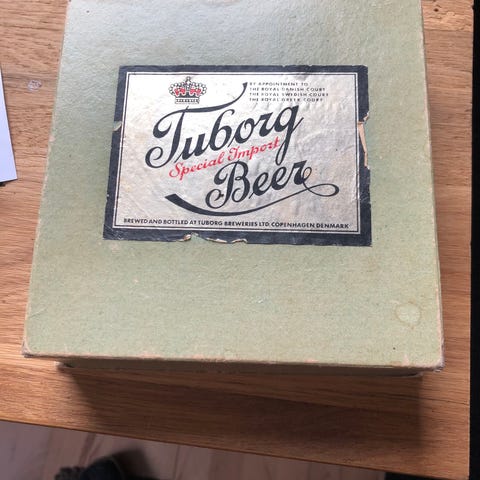 BY APPOINTMENT TO
THE ROYAL DANISH COURT
THE ROYAL SWEDISH COURT
THE ROYAL GREEK COURT
Tuborg
Special Import
Beer
BREWED AND BOTTLED AT TUBORG BREWERIES LTD. COPENHAGEN DENMARK